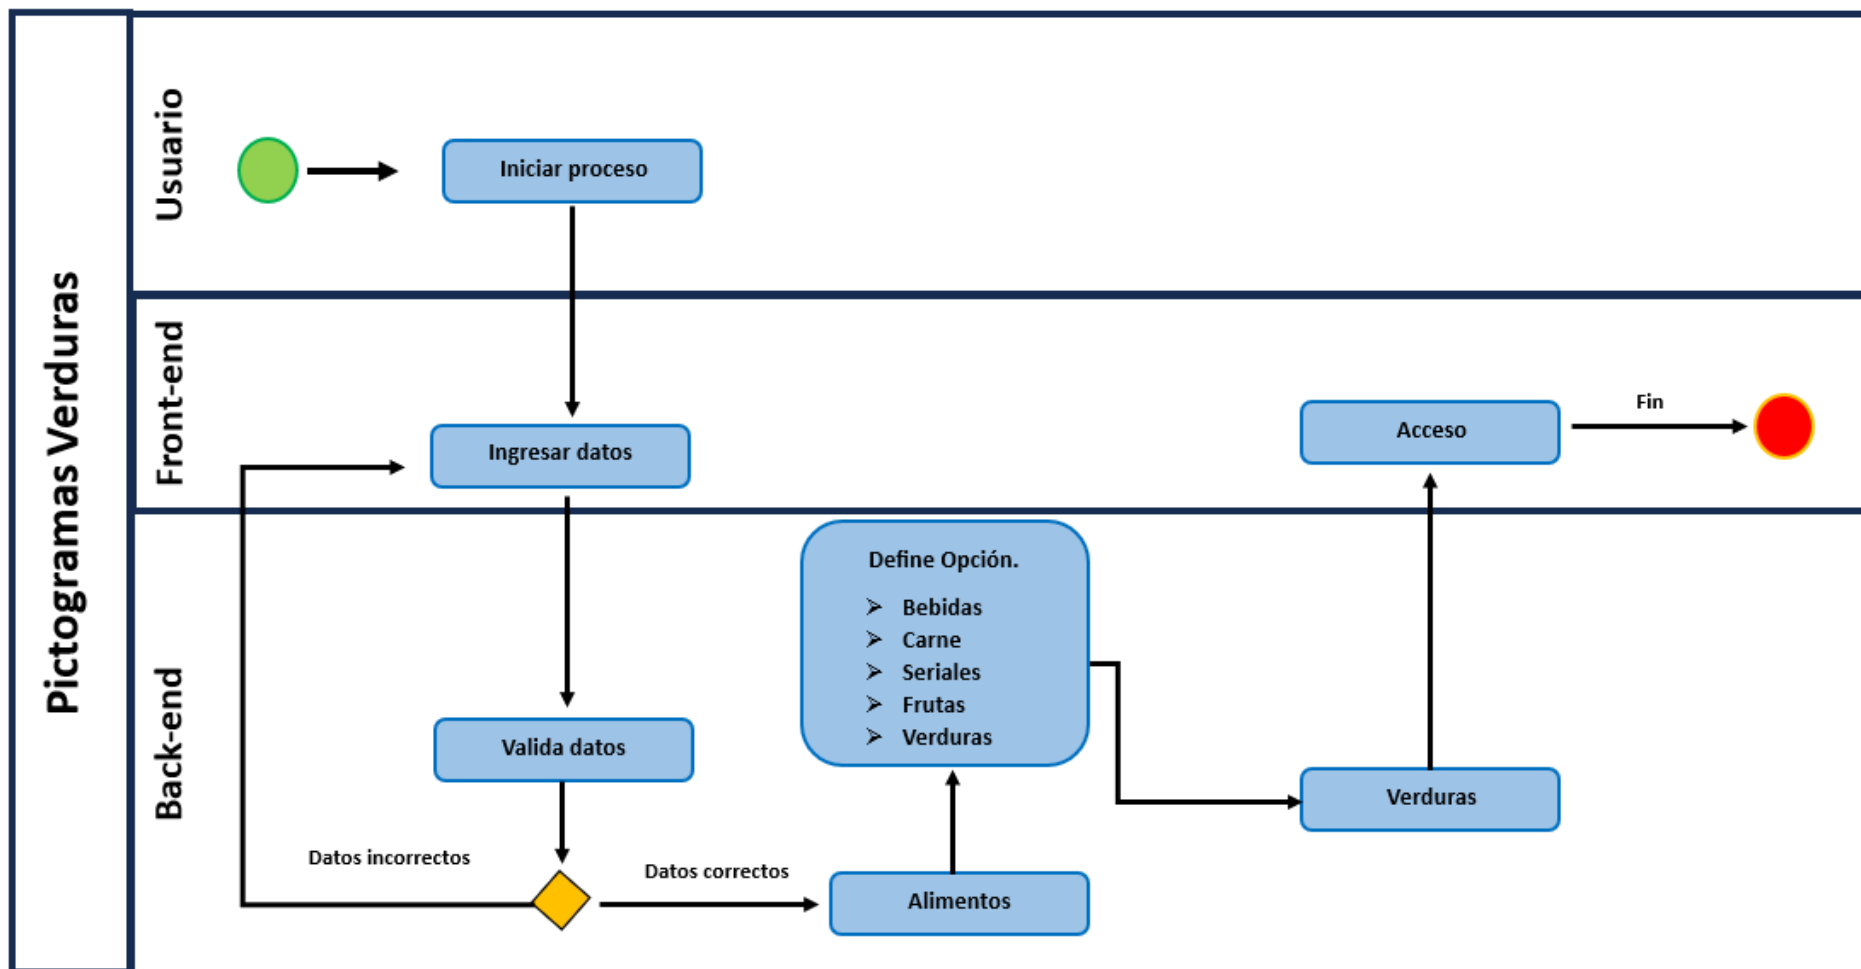 Pictogramas Verduras
Usuario
Iniciar proceso
Front-end
Ingresar datos
Acceso
Fin
Back-end
Define Opción.
➢ Bebidas
➢ Carne
➢ Seriales
➢ Frutas
➢ Verduras
Valida datos
Verduras
Datos incorrectos
Datos correctos
Alimentos